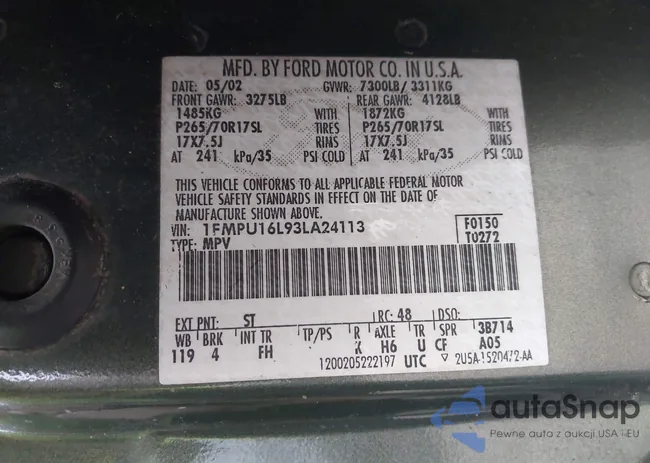 MFD. BY FORD MOTOR CO. IN U.S.A.
DATE: 05/02 GVWR: 7300LB/ 3311KG
FRONT GAWR: 3275LB REAR GAWR: 4128LB
1485KG WITH 1872KG WITH
P265/70R17SL TIRES P265/70R17SL TIRES
17X7.5J RIMS 17X7.5J RIMS
AT 241 kPa/35 PSI COLD AT 241 kPa/35 PSI COLD
THIS VEHICLE CONFORMS TO ALL APPLICABLE FEDERAL MOTOR
VEHICLE SAFETY STANDARDS IN EFFECT ON THE DATE OF
MANUFACTURE SHOWN ABOVE.
VIN: 1FMPU16L93LA24113 F0150
TYPE: MPV T0272
EXT PNT: ST RC: 48 DSO:
WB BRK INT TR TP/PS R AXLE TR SPR 3B714
119 4 FH K H6 U CF A05
1200205222197 UTC ▽ 2U5A-1520472-AA
autoSnap
Pewne auto z aukcji USA i EU